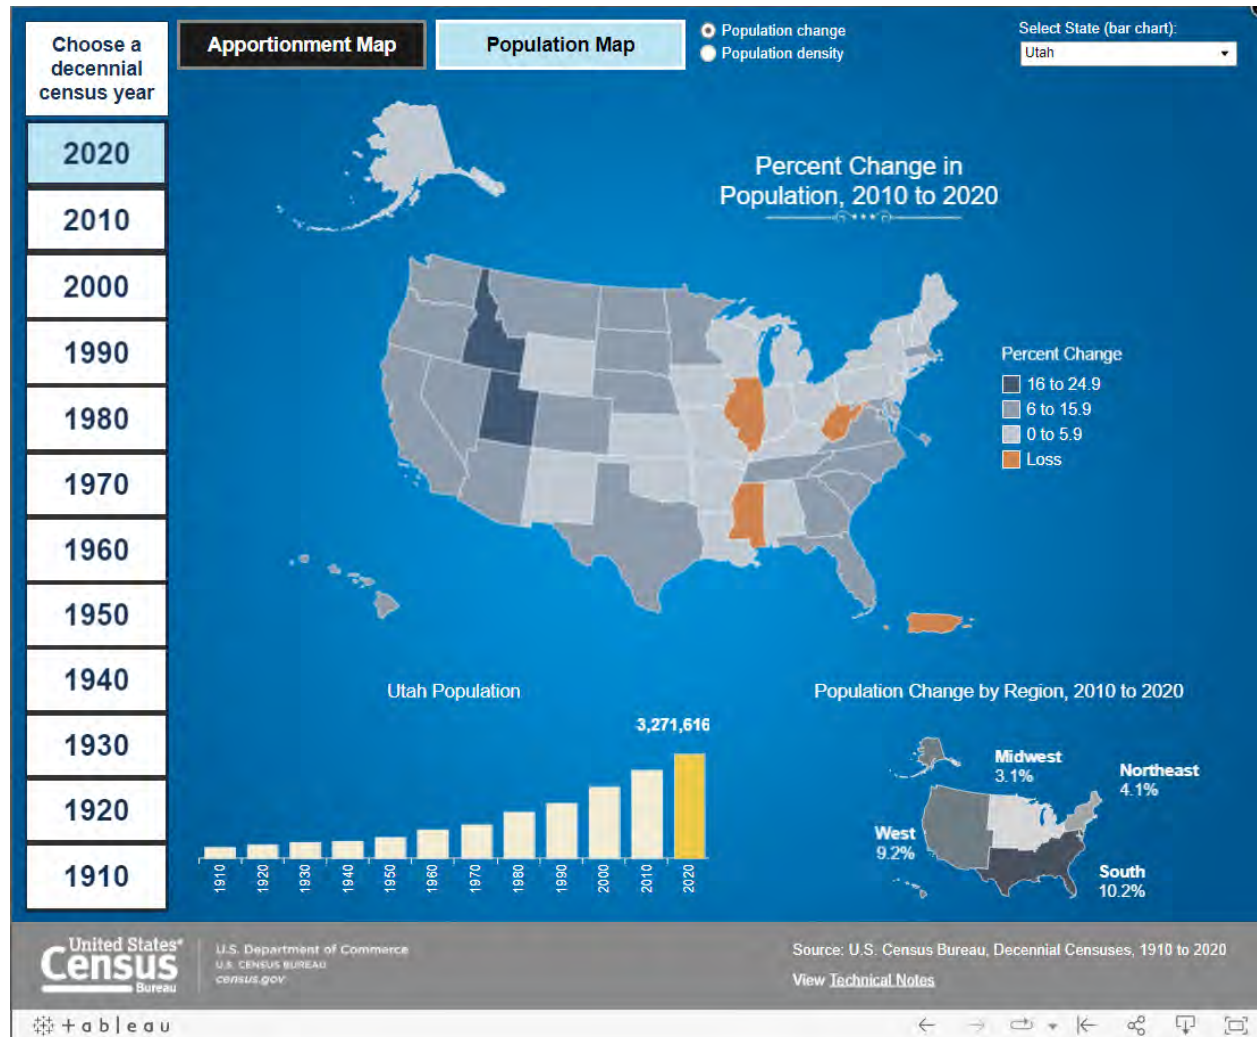 Choose a
decennial
census year
2020
2010
2000
1990
1980
1970
1960
1950
1940
1930
1920
1910
Apportionment Map
Population Map
Population change
Population density
Select State (bar chart):
Utah
Percent Change in
Population, 2010 to 2020
Percent Change
16 to 24.9
6 to 15.9
0 to 5.9
Loss
Utah Population
3,271,616
1910
1920
1930
1940
1950
1960
1970
1980
1990
2000
2010
2020
Population Change by Region, 2010 to 2020
Midwest
3.1%
Northeast
4.1%
West
9.2%
South
10.2%
United States®
Census
Bureau
U.S. Department of Commerce
U.S. CENSUS BUREAU
census.gov
Source: U.S. Census Bureau, Decennial Censuses, 1910 to 2020
View Technical Notes
+ a b | e a u